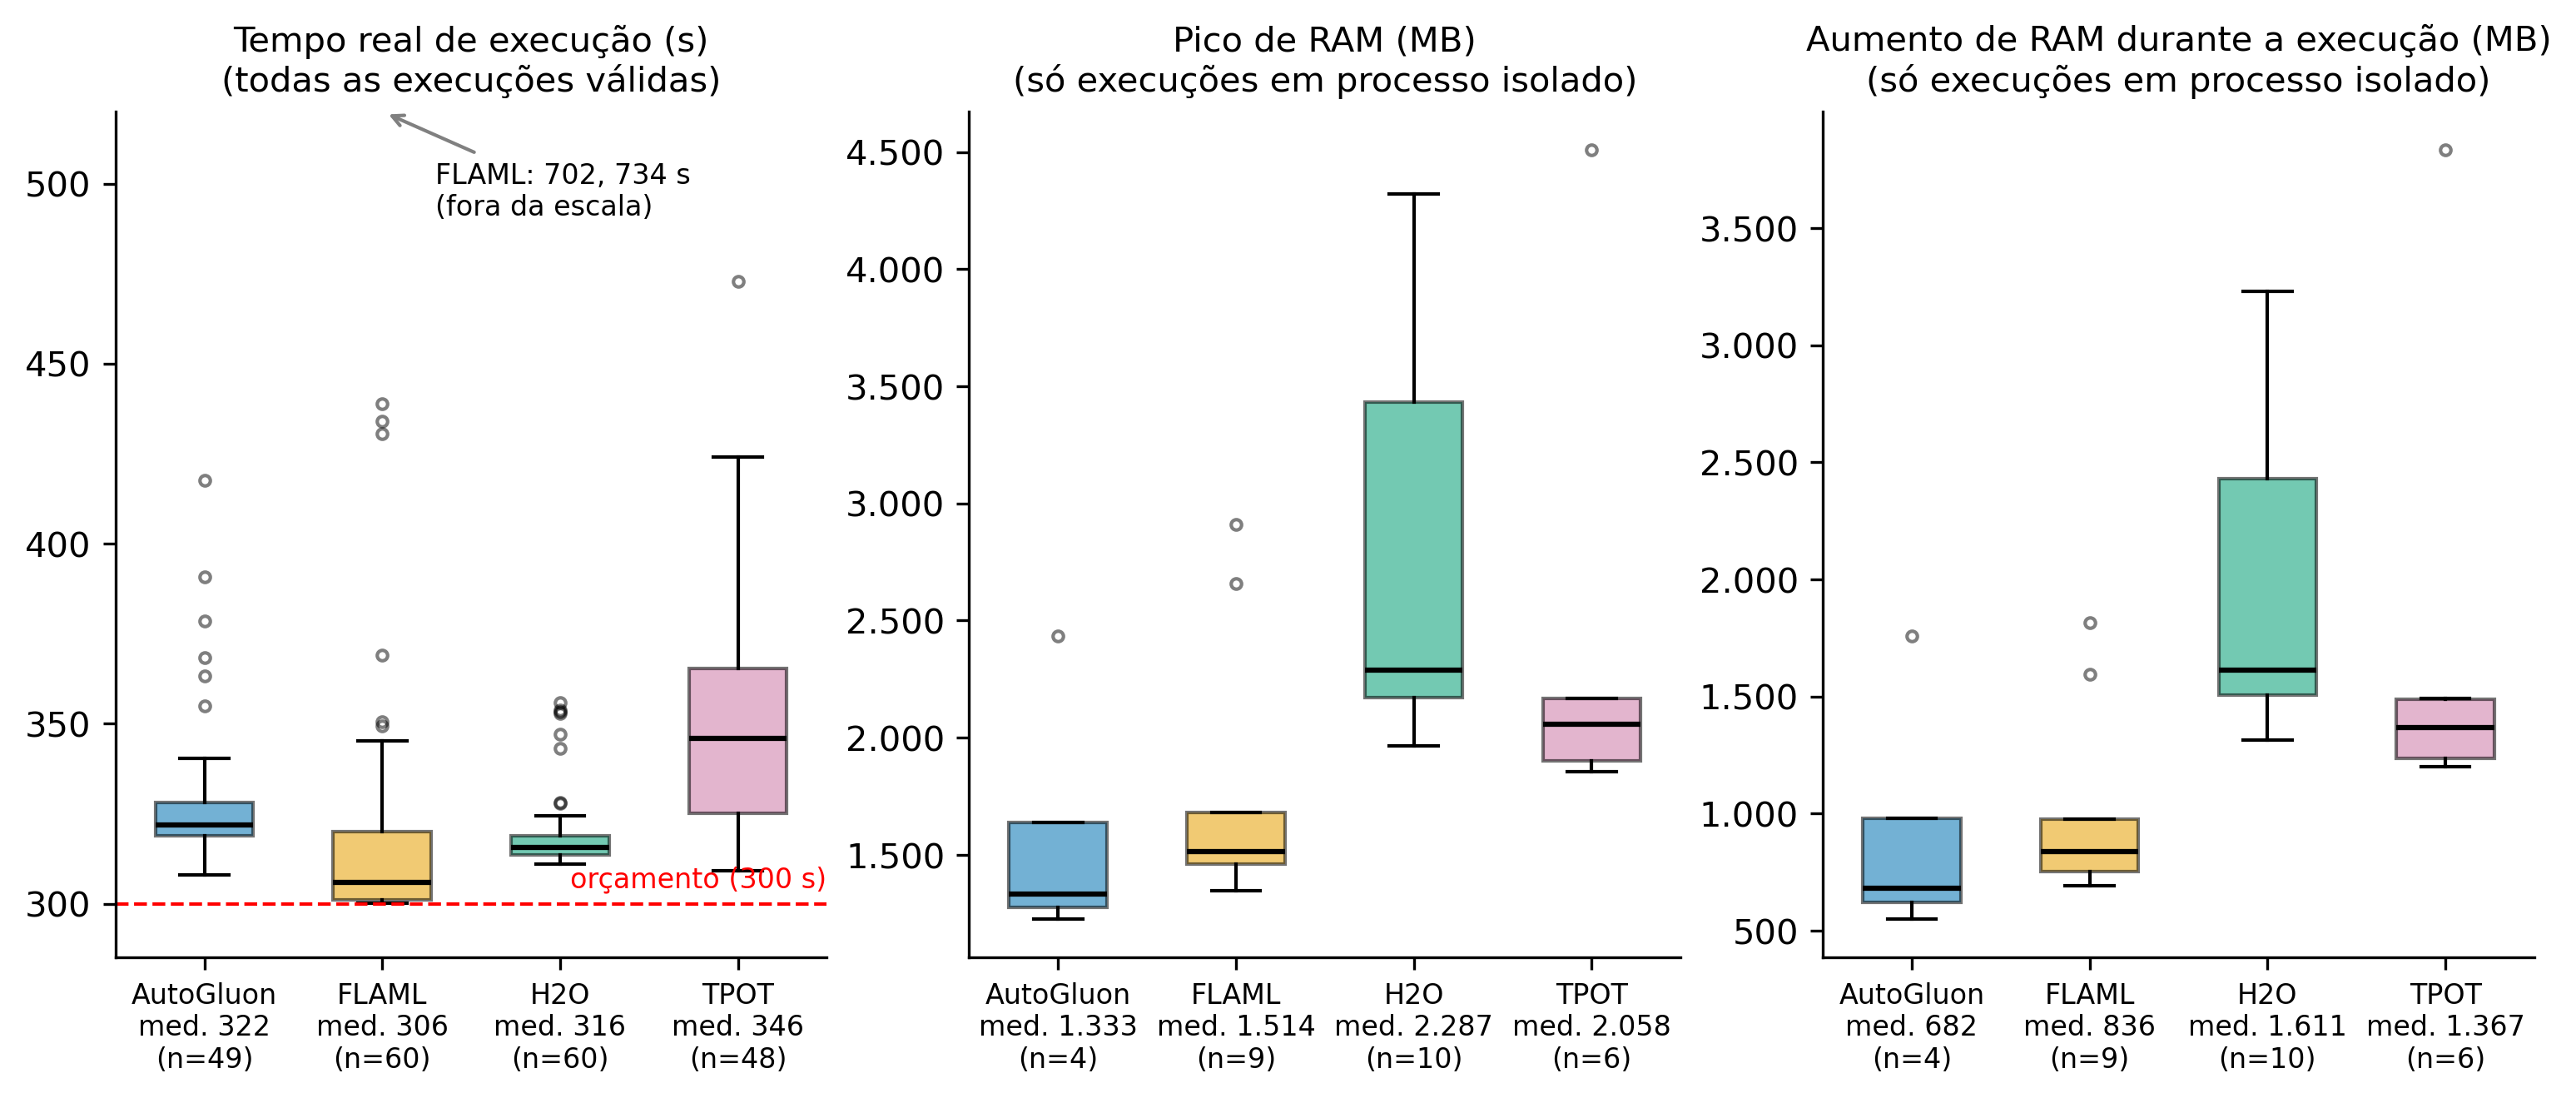 Tempo real de execução (s)
(todas as execuções válidas)
FLAML: 702, 734 s
(fora da escala)
500
450
400
350
300
orçamento (300 s)
AutoGluon
med. 322
(n=49)
FLAML
med. 306
(n=60)
H2O
med. 316
(n=60)
TPOT
med. 346
(n=48)
Pico de RAM (MB)
(só execuções em processo isolado)
4.500
4.000
3.500
3.000
2.500
2.000
1.500
AutoGluon
med. 1.333
(n=4)
FLAML
med. 1.514
(n=9)
H2O
med. 2.287
(n=10)
TPOT
med. 2.058
(n=6)
Aumento de RAM durante a execução (MB)
(só execuções em processo isolado)
3.500
3.000
2.500
2.000
1.500
1.000
500
AutoGluon
med. 682
(n=4)
FLAML
med. 836
(n=9)
H2O
med. 1.611
(n=10)
TPOT
med. 1.367
(n=6)